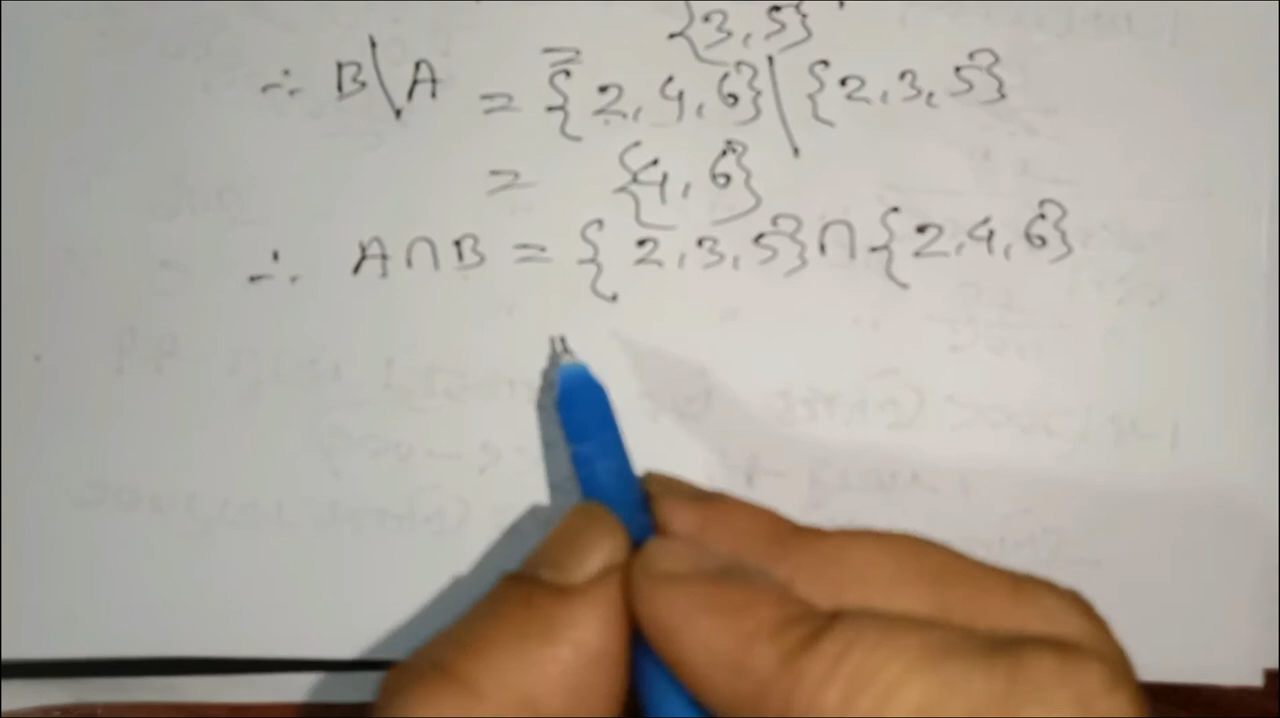 {3,5}
∴ B\A = {2,4,6}\{2,3,5}
= {4,6}
∴ A∩B = {2,3,5}∩{2,4,6}